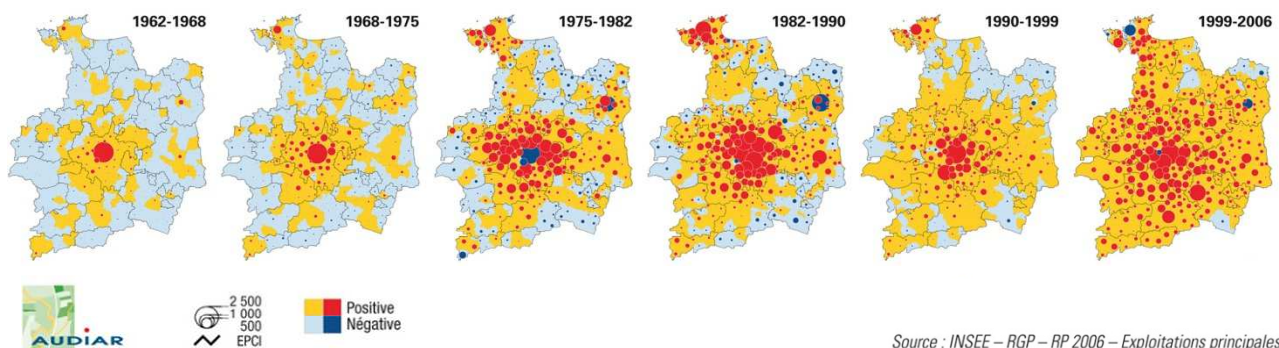 1962-1968
1968-1975
1975-1982
1982-1990
1990-1999
1999-2006
AUDIAR
2 500
1 000
500
EPCI
Positive
Négative
Source : INSEE – RGP – RP 2006 – Exploitations principales